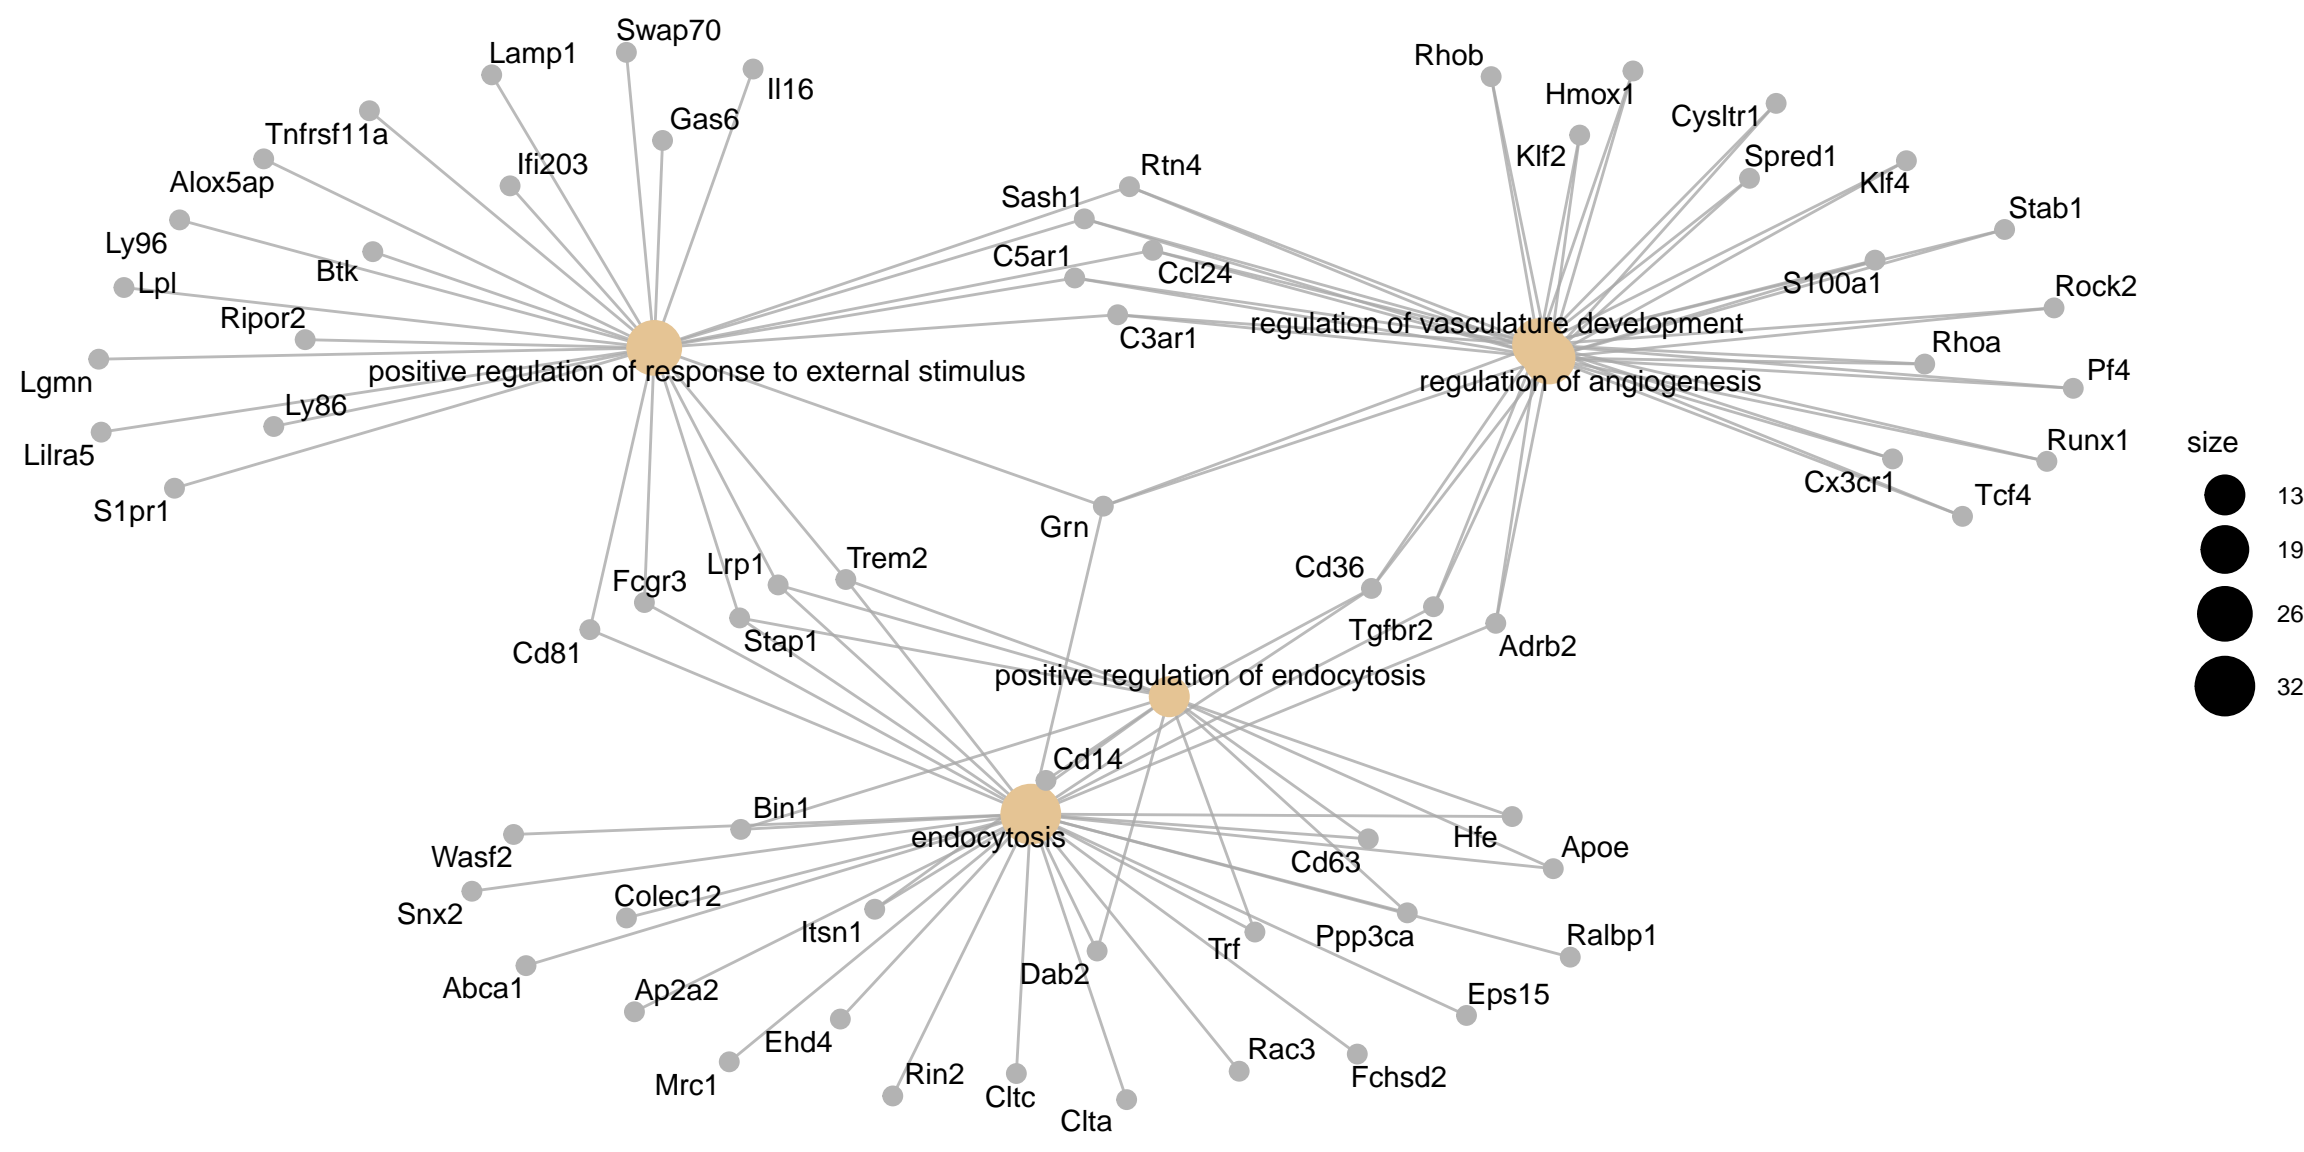 Swap70
Lamp1
Il16
Gas6
Tnfrsf11a
Ifi203
Alox5ap
Ly96
Btk
Lpl
Ripor2
Lgmn
positive regulation of response to external stimulus
Ly86
Lilra5
S1pr1
Rtn4
Sash1
C5ar1
Ccl24
C3ar1
Grn
Rhob
Hmox1
Cysltr1
Klf2
Spred1
Klf4
Stab1
S100a1
Rock2
regulation of vasculature development
Rhoa
Pf4
regulation of angiogenesis
Runx1
Cx3cr1
Tcf4
Trem2
Lrp1
Fcgr3
Stap1
Cd81
Cd36
Tgfbr2
Adrb2
positive regulation of endocytosis
Cd14
Bin1
endocytosis
Wasf2
Snx2
Colec12
Itsn1
Abca1
Ap2a2
Ehd4
Mrc1
Rin2
Cltc
Clta
Dab2
Trf
Cd63
Hfe
Apoe
Ppp3ca
Ralbp1
Eps15
Rac3
Fchsd2
size
13
19
26
32